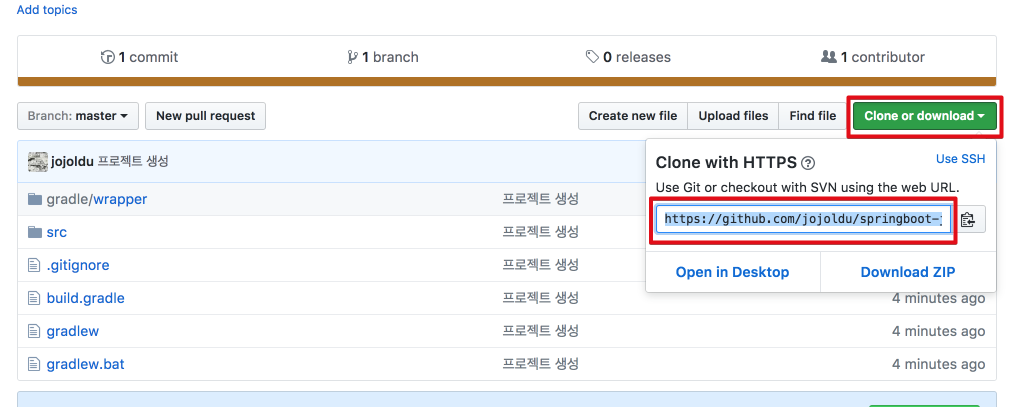 Add topics
1 commit 1 branch 0 releases 1 contributor
Branch: master New pull request Create new file Upload files Find file Clone or download
jojoldu 프로젝트 생성
Clone with HTTPS ? Use SSH
Use Git or checkout with SVN using the web URL.
https://github.com/jojoldu/springboot-
Open in Desktop Download ZIP
gradle/wrapper 프로젝트 생성
src 프로젝트 생성
.gitignore 프로젝트 생성
build.gradle 프로젝트 생성 4 minutes ago
gradlew 프로젝트 생성 4 minutes ago
gradlew.bat 프로젝트 생성 4 minutes ago